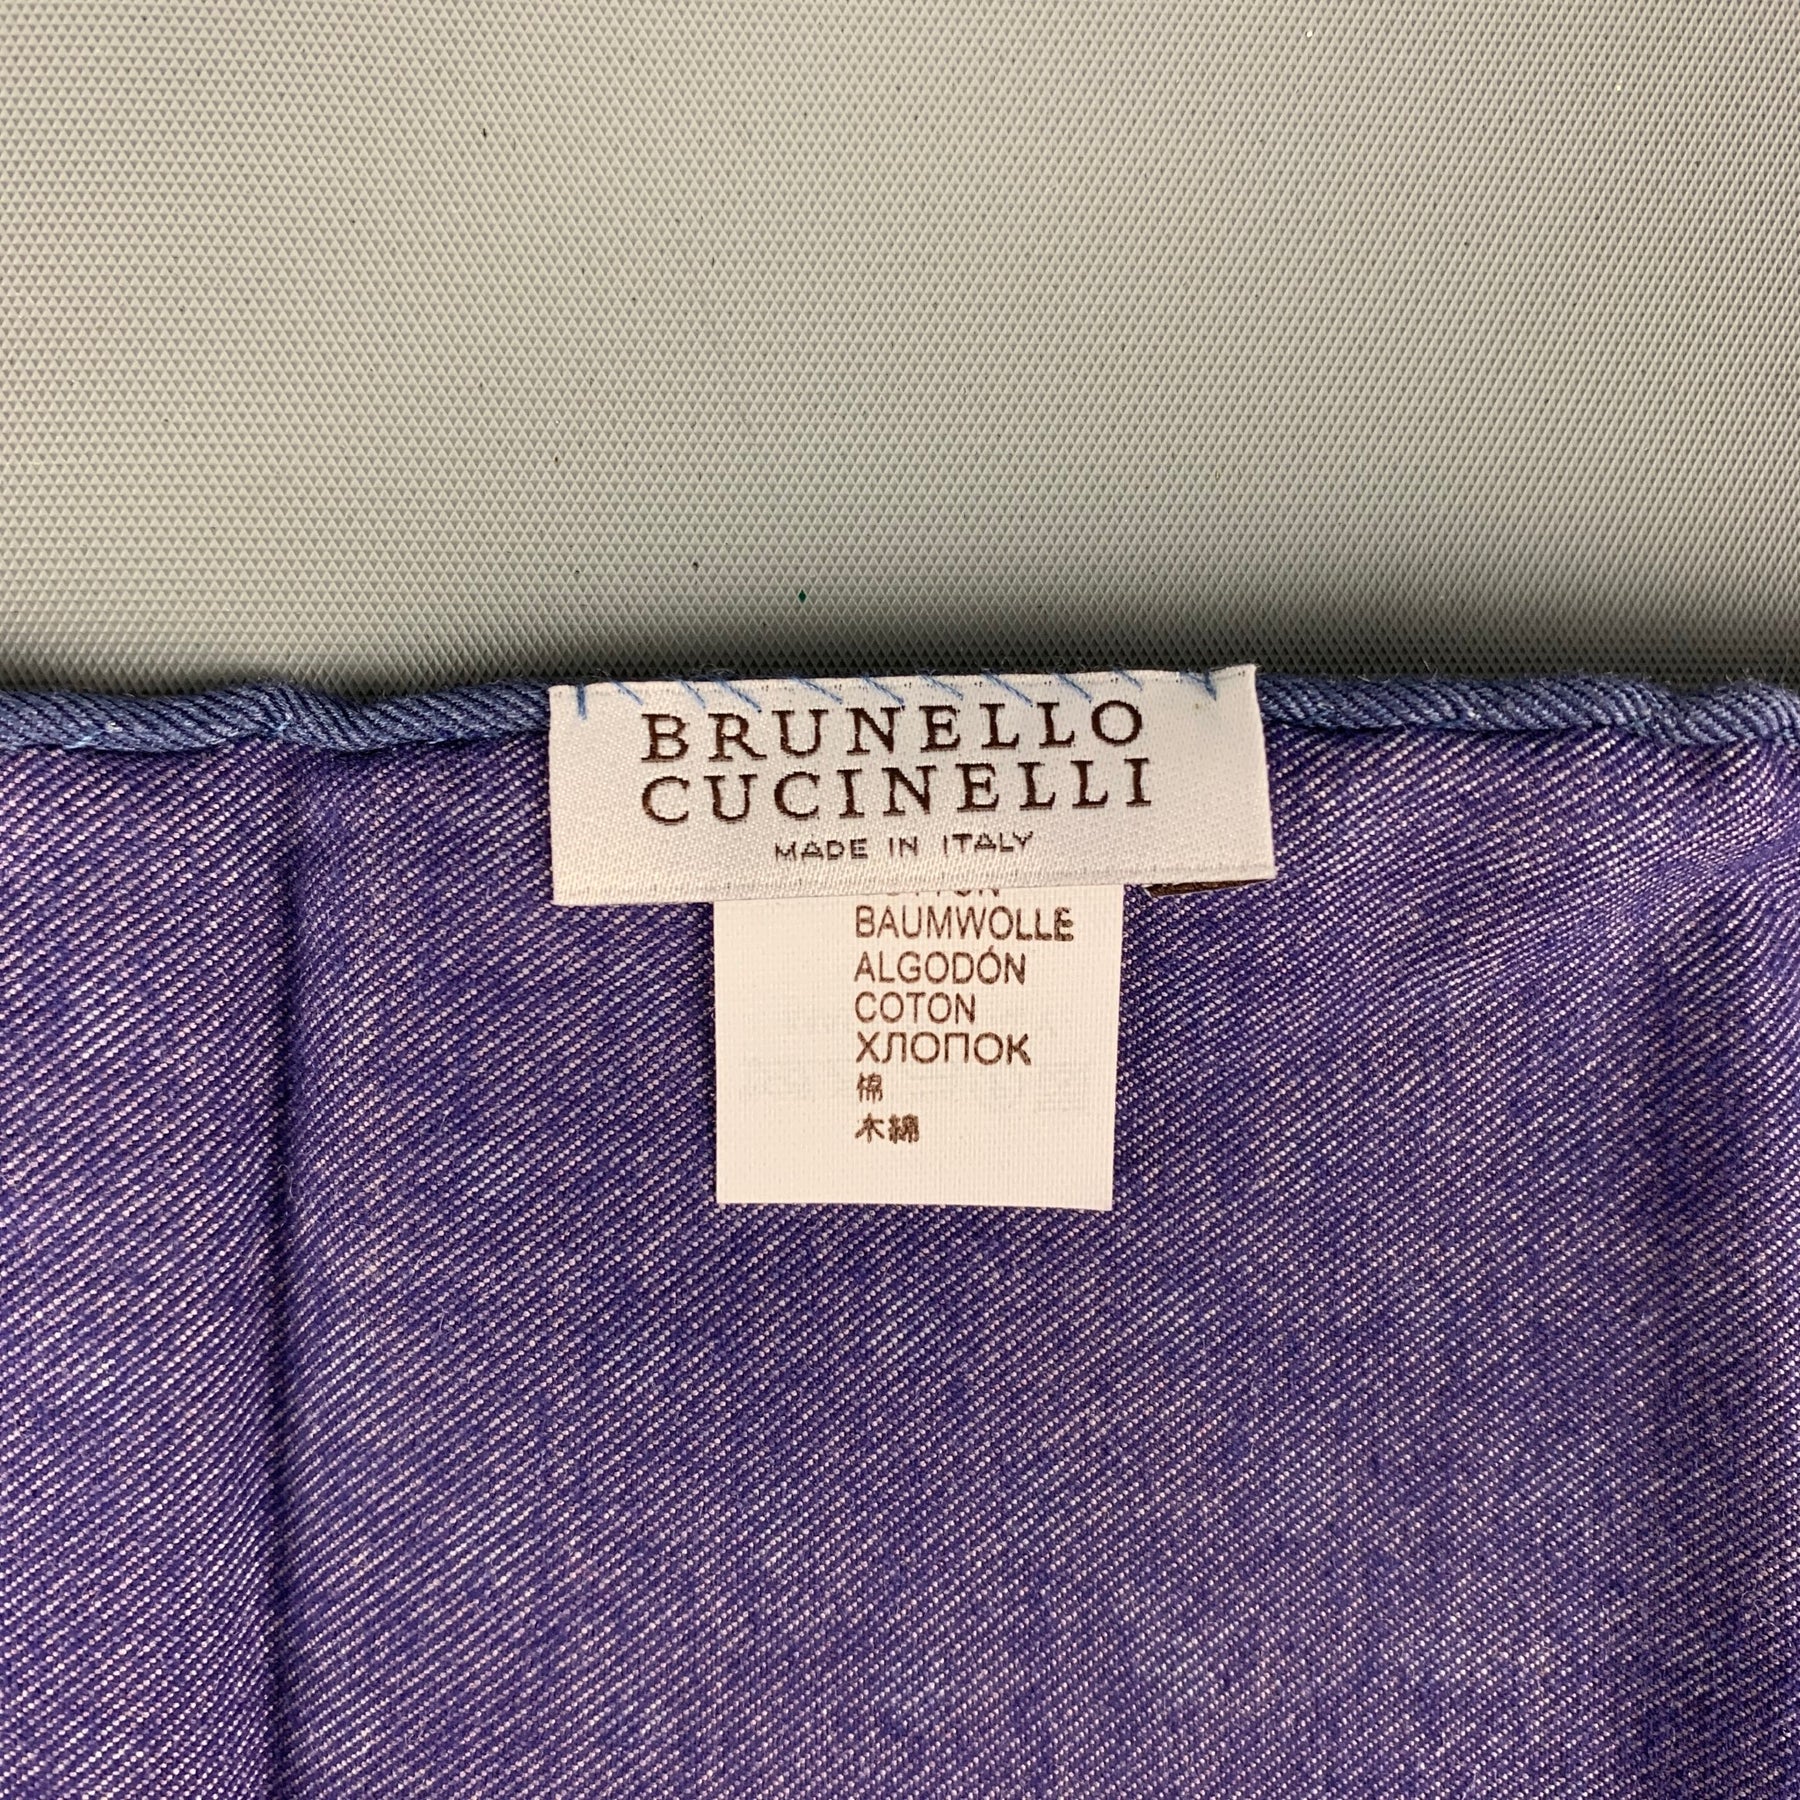 BRUNELLO
CUCINELLI
MADE IN ITALY
BAUMWOLLE
ALGODÓN
COTON
ХЛОПОК
棉
木綿